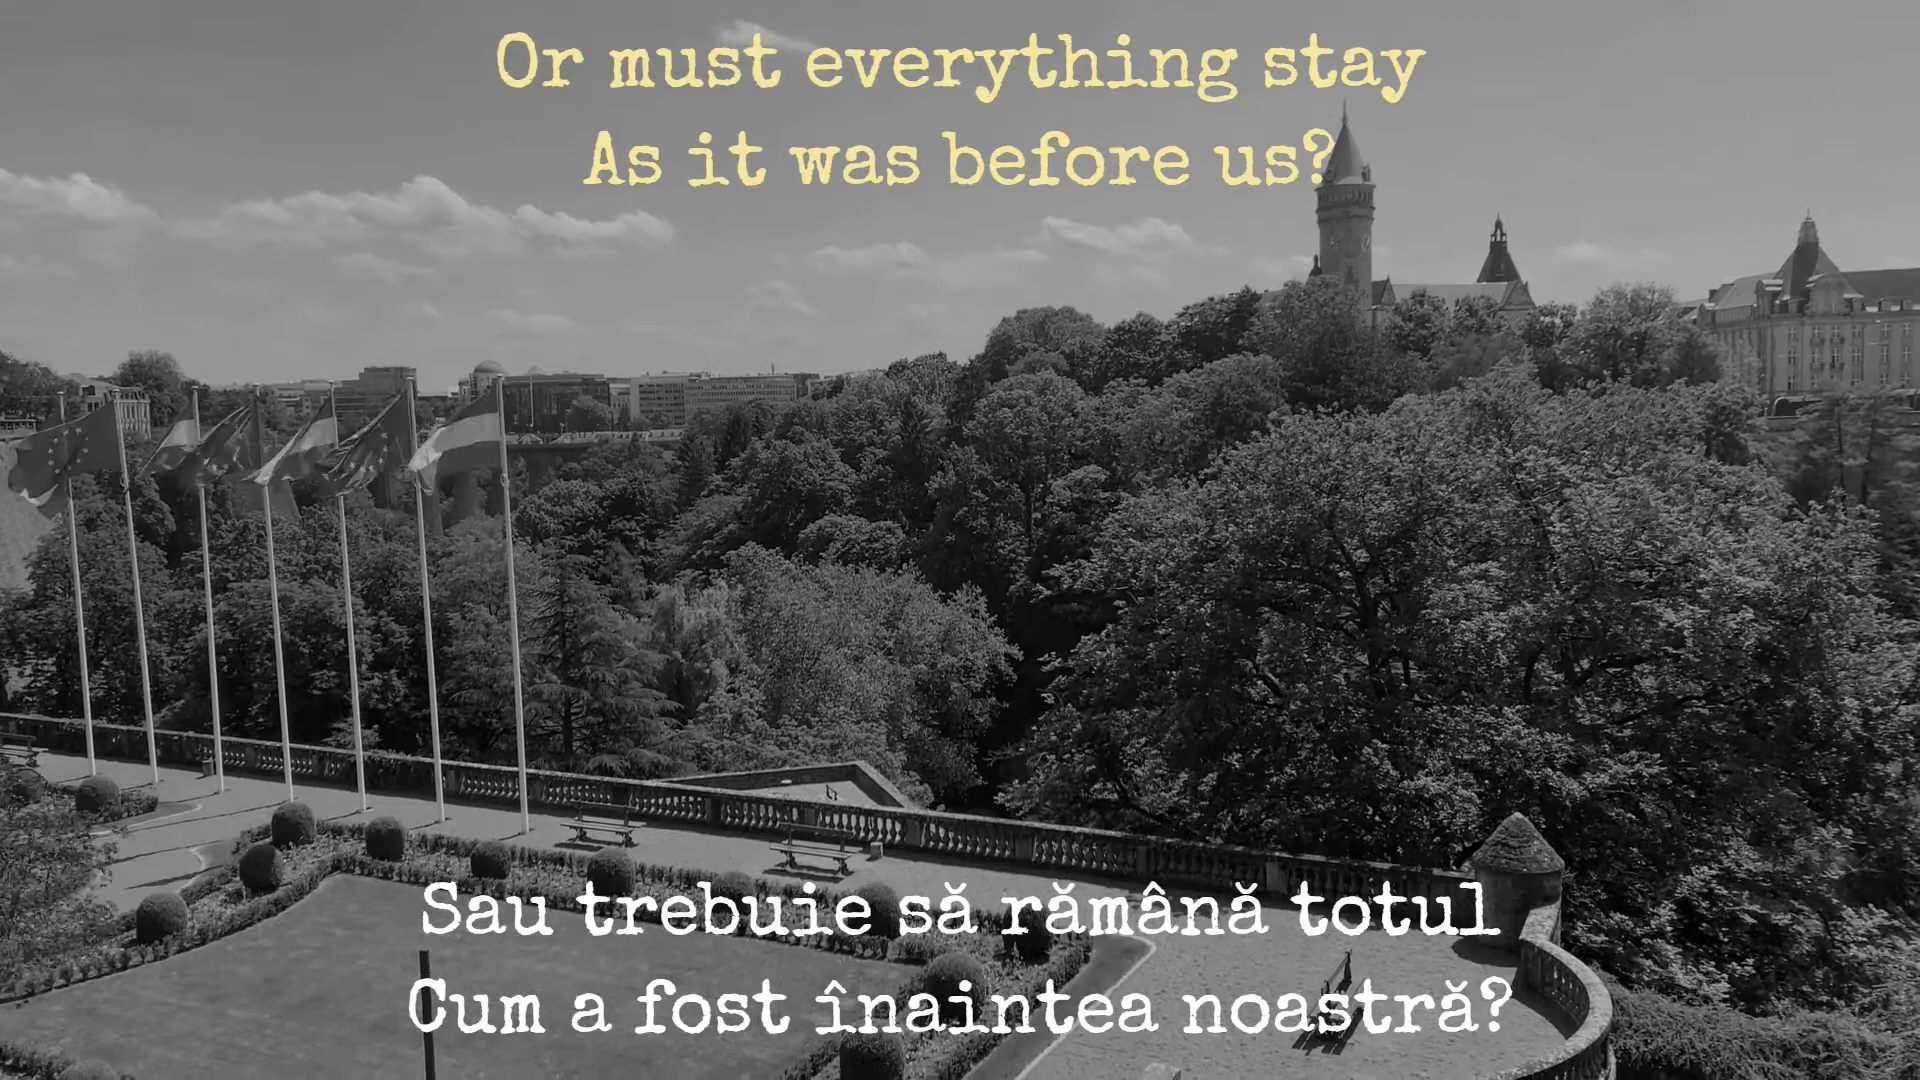 Or must everything stay
As it was before us?
Sau trebuie să rămână totul
Cum a fost înaintea noastră?